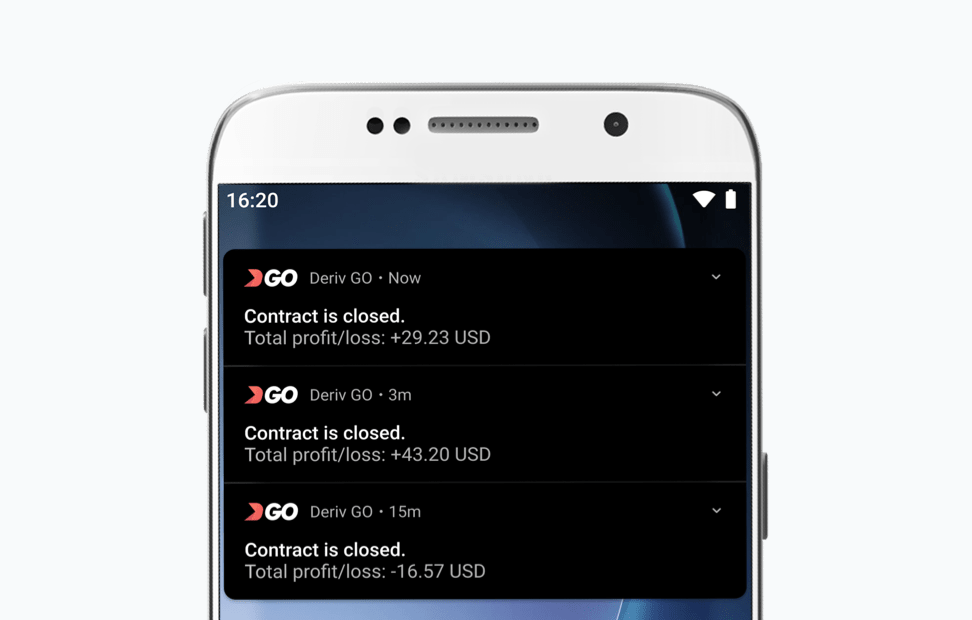 16:20
GO Deriv GO • Now
Contract is closed.
Total profit/loss: +29.23 USD
GO Deriv GO • 3m
Contract is closed.
Total profit/loss: +43.20 USD
GO Deriv GO • 15m
Contract is closed.
Total profit/loss: -16.57 USD